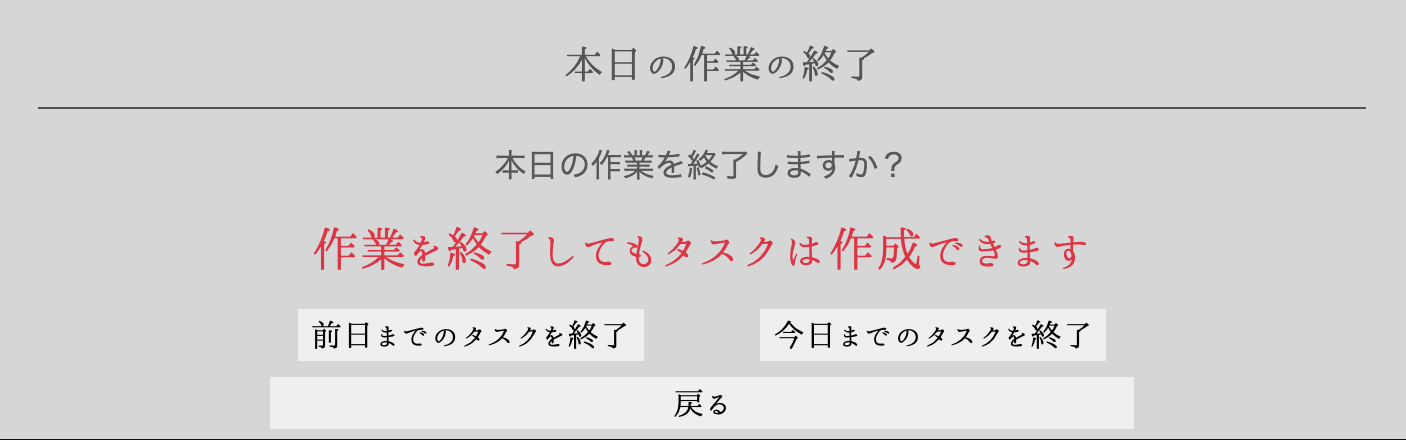 本日の作業の終了
本日の作業を終了しますか？
作業を終了してもタスクは作成できます
前日までのタスクを終了 今日までのタスクを終了
戻る